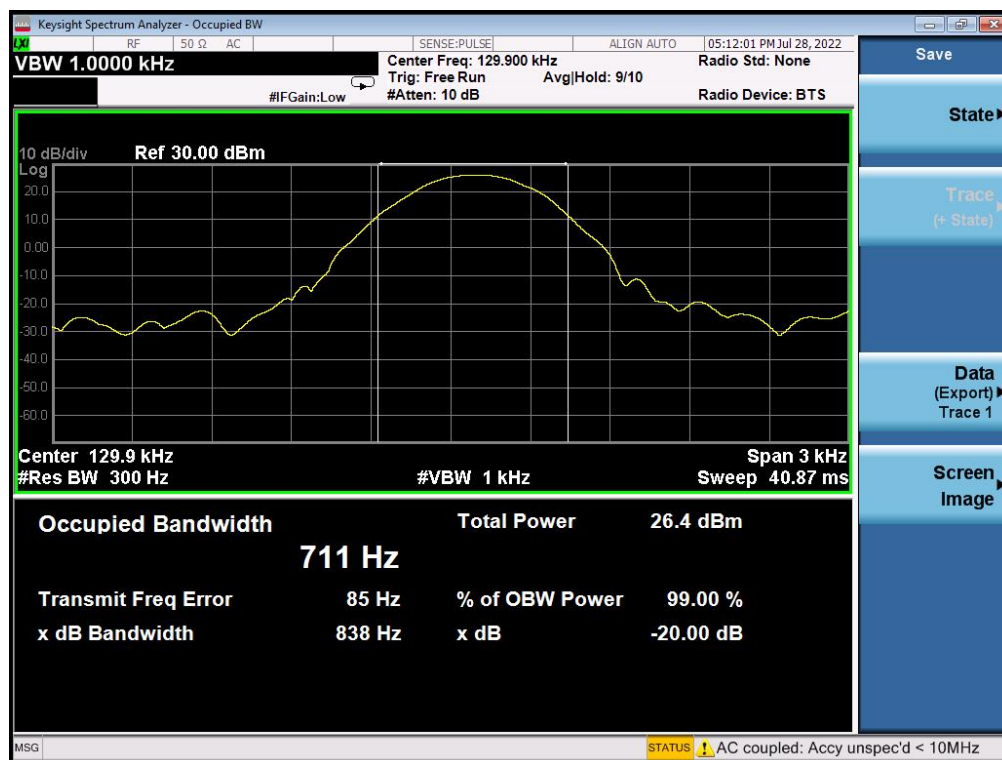 Keysight Spectrum Analyzer - Occupied BW
LXI RF 50 Ω AC SENSE:PULSE ALIGN AUTO 05:12:01 PM Jul 28, 2022
VBW 1.0000 kHz
Center Freq: 129.900 kHz
Radio Std: None
Trig: Free Run Avg|Hold: 9/10
#IFGain:Low #Atten: 10 dB Radio Device: BTS
10 dB/div Ref 30.00 dBm
Log
20.0
10.0
0.00
-10.0
-20.0
-30.0
-40.0
-50.0
-60.0
Center 129.9 kHz Span 3 kHz
#Res BW 300 Hz #VBW 1 kHz Sweep 40.87 ms
Occupied Bandwidth Total Power 26.4 dBm
711 Hz
Transmit Freq Error 85 Hz % of OBW Power 99.00 %
x dB Bandwidth 838 Hz x dB -20.00 dB
MSG STATUS AC coupled: Accy unspec'd < 10MHz
Save
State
Trace
(+ State)
Data
(Export)
Trace 1
Screen
Image